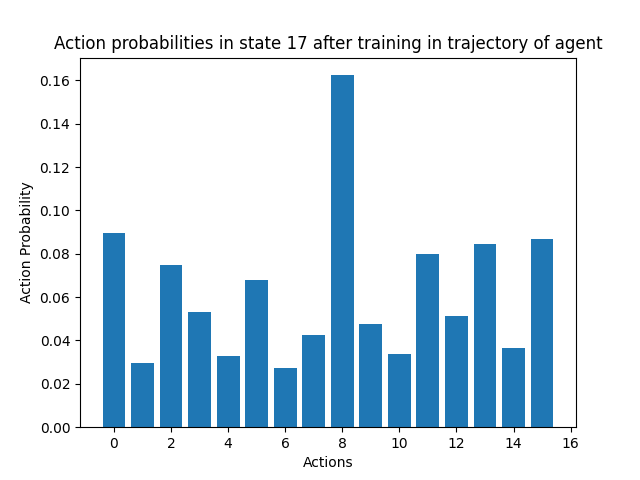 Action probabilities in state 17 after training in trajectory of agent
0.16
0.14
0.12
0.10
0.08
0.06
0.04
0.02
0.00
Action Probability
0 2 4 6 8 10 12 14 16
Actions